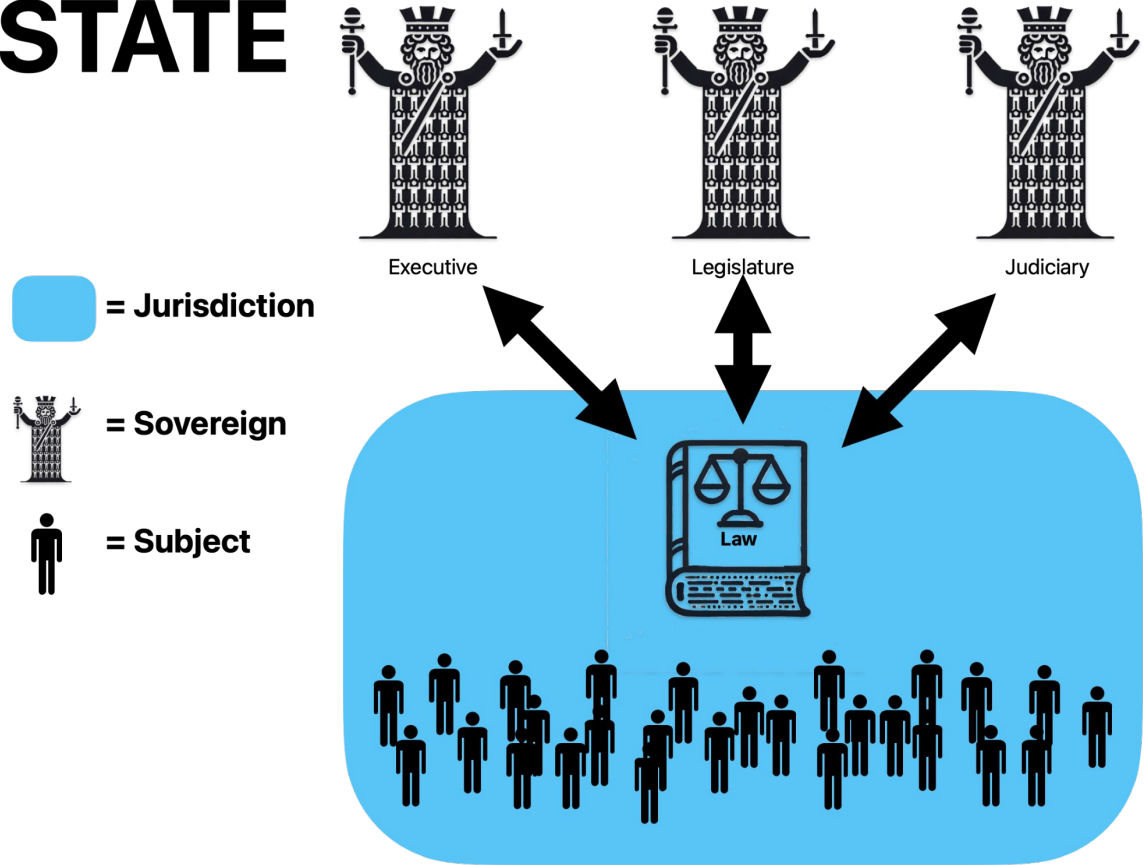 STATE
Executive
Legislature
Judiciary
= Jurisdiction
= Sovereign
= Subject
Law